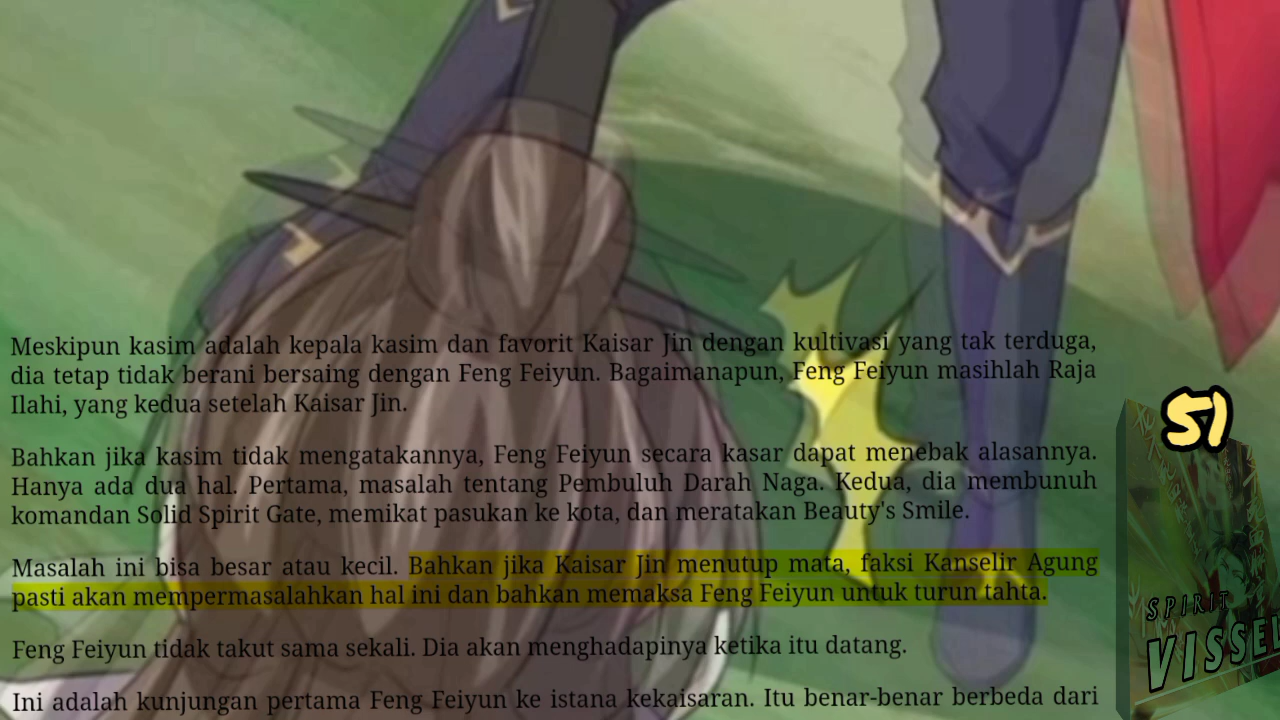 Meskipun kasim adalah kepala kasim dan favorit Kaisar Jin dengan kultivasi yang tak terduga,
dia tetap tidak berani bersaing dengan Feng Feiyun. Bagaimanapun, Feng Feiyun masihlah Raja
Ilahi, yang kedua setelah Kaisar Jin.
Bahkan jika kasim tidak mengatakannya, Feng Feiyun secara kasar dapat menebak alasannya.
Hanya ada dua hal. Pertama, masalah tentang Pembuluh Darah Naga. Kedua, dia membunuh
komandan Solid Spirit Gate, memikat pasukan ke kota, dan meratakan Beauty's Smile.
Masalah ini bisa besar atau kecil. Bahkan jika Kaisar Jin menutup mata, faksi Kanselir Agung
pasti akan mempermasalahkan hal ini dan bahkan memaksa Feng Feiyun untuk turun tahta.
Feng Feiyun tidak takut sama sekali. Dia akan menghadapinya ketika itu datang.
Ini adalah kunjungan pertama Feng Feiyun ke istana kekaisaran. Itu benar-benar berbeda dari
51
SPIRIT
VISSEL